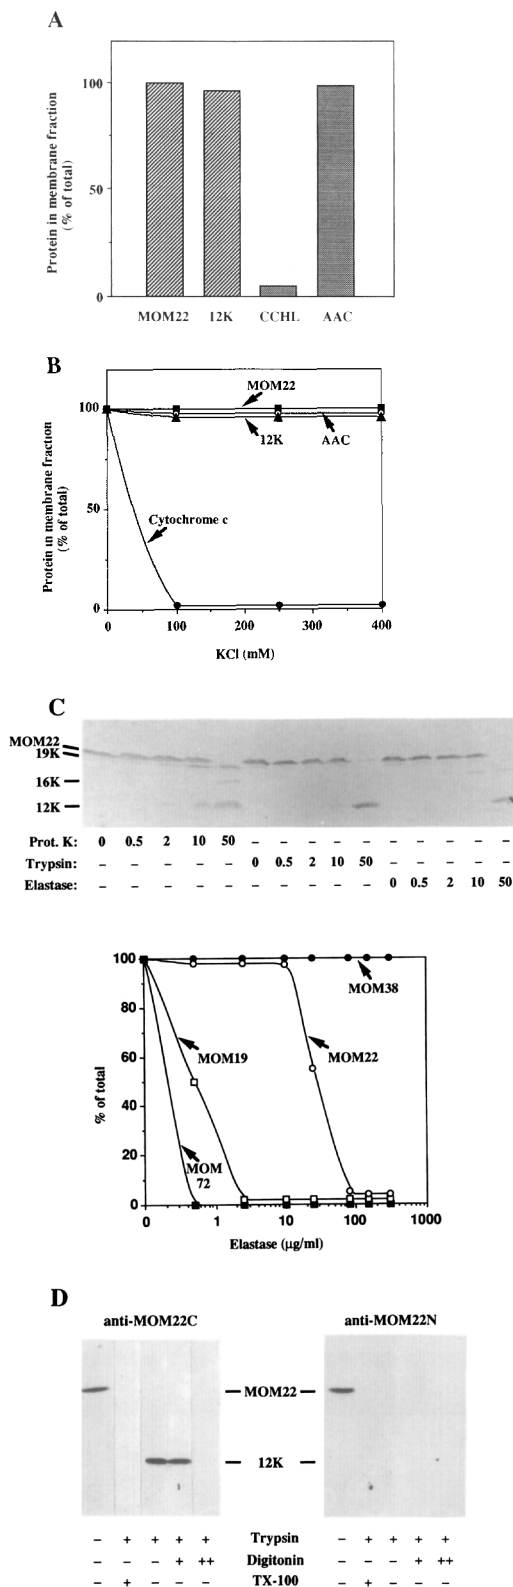 A
Protein in membrane fraction
(% of total)
100
50
0
MOM22 12K CCHL AAC
B
Protein in membrane fraction
(% of total)
100
50
0
MOM22
12K
AAC
Cytochrome c
0 100 200 300 400
KCl (mM)
C
MOM22
19K
16K
12K
Prot. K: 0 0.5 2 10 50 – – – – – – – – – –
Trypsin: – – – – – 0 0.5 2 10 50 – – – – –
Elastase: – – – – – – – – – – 0 0.5 2 10 50
% of total
100
80
60
40
20
0
MOM38
MOM19
MOM22
MOM
72
0 1 10 100 1000
Elastase (μg/ml)
D
anti-MOM22C
anti-MOM22N
MOM22
12K
– + + + + Trypsin – + + + +
– – – + ++ Digitonin – – – + ++
– + – – – TX-100 – + – – –